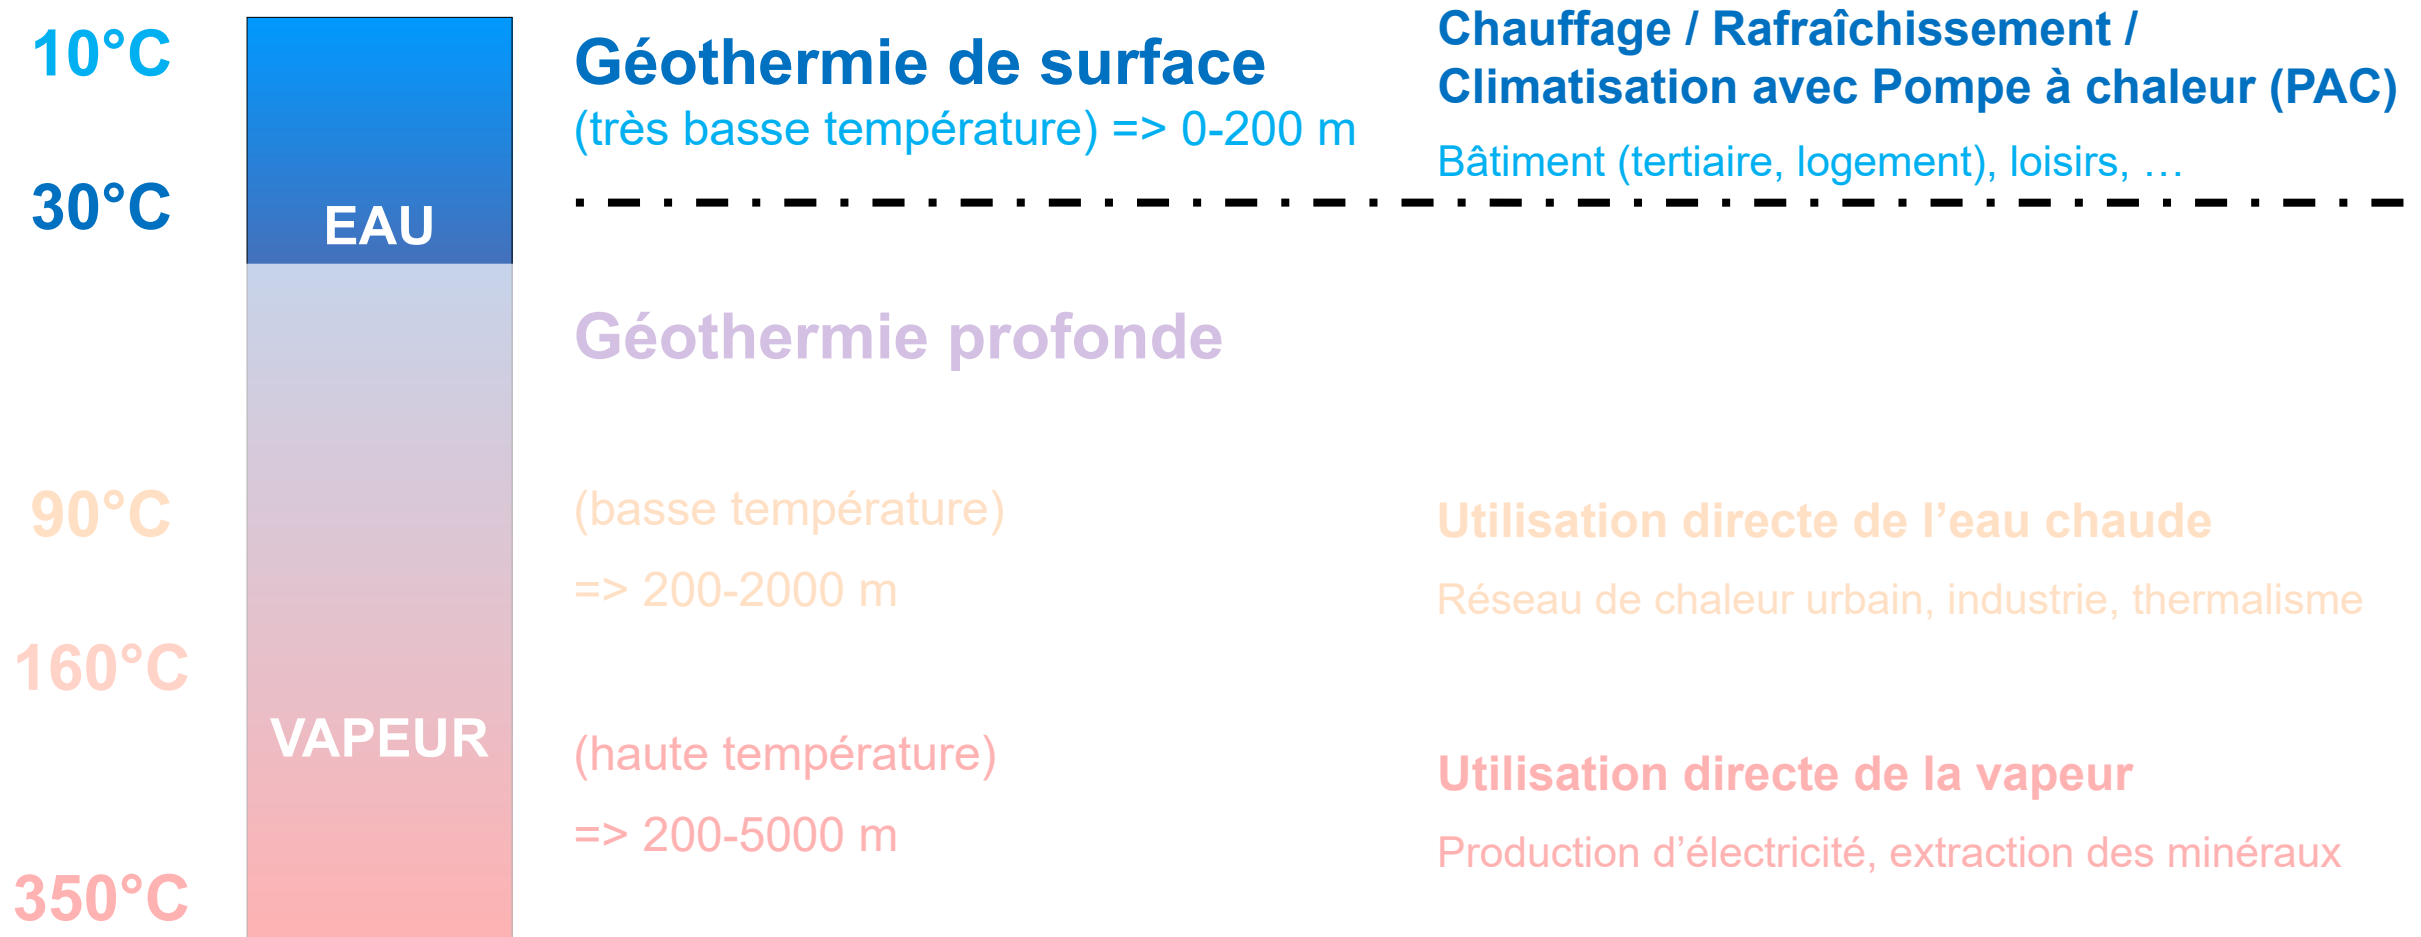 10°C
30°C
90°C
160°C
350°C
EAU
VAPEUR
Géothermie de surface
(très basse température) => 0-200 m
Chauffage / Rafraîchissement /
Climatisation avec Pompe à chaleur (PAC)
Bâtiment (tertiaire, logement), loisirs, …
Géothermie profonde
(basse température)
=> 200-2000 m
Utilisation directe de l’eau chaude
Réseau de chaleur urbain, industrie, thermalisme
(haute température)
=> 200-5000 m
Utilisation directe de la vapeur
Production d’électricité, extraction des minéraux